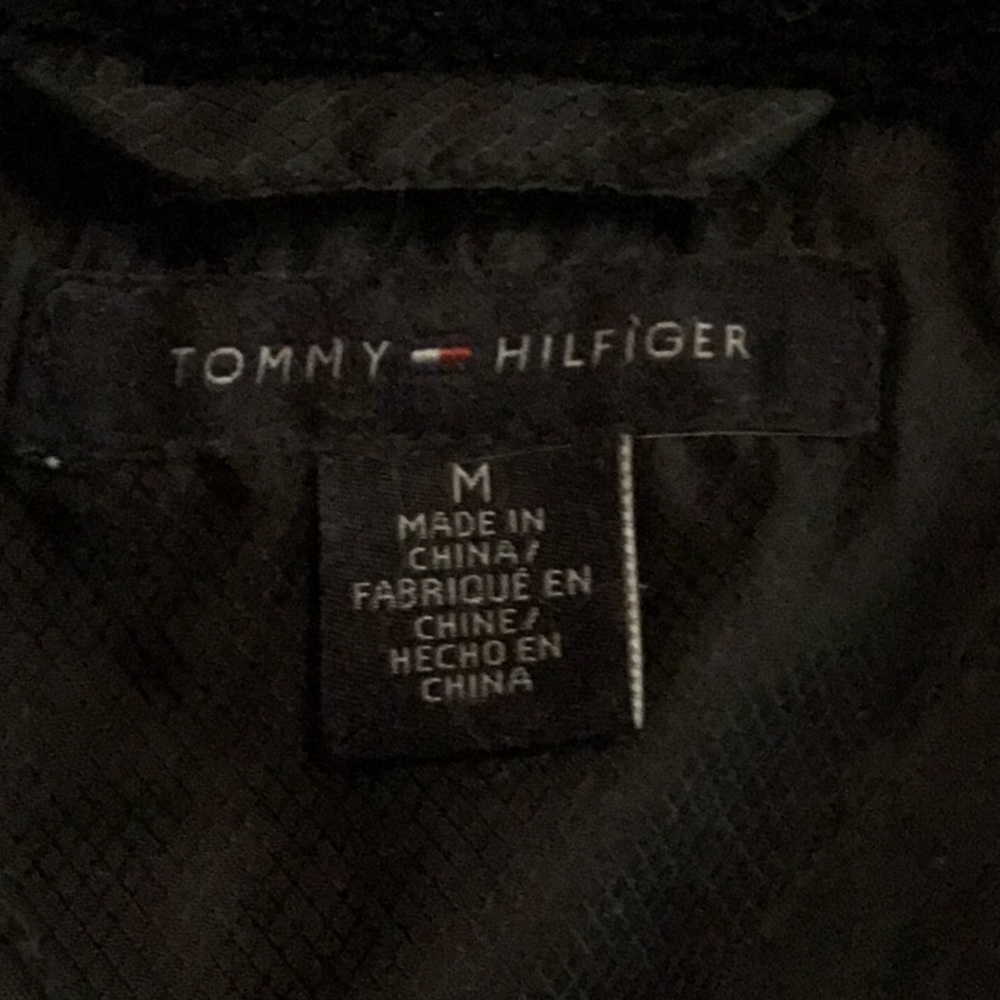 TOMMY HILFIGER
M
MADE IN
CHINA/
FABRIQUÉ EN
CHINE/
HECHO EN
CHINA